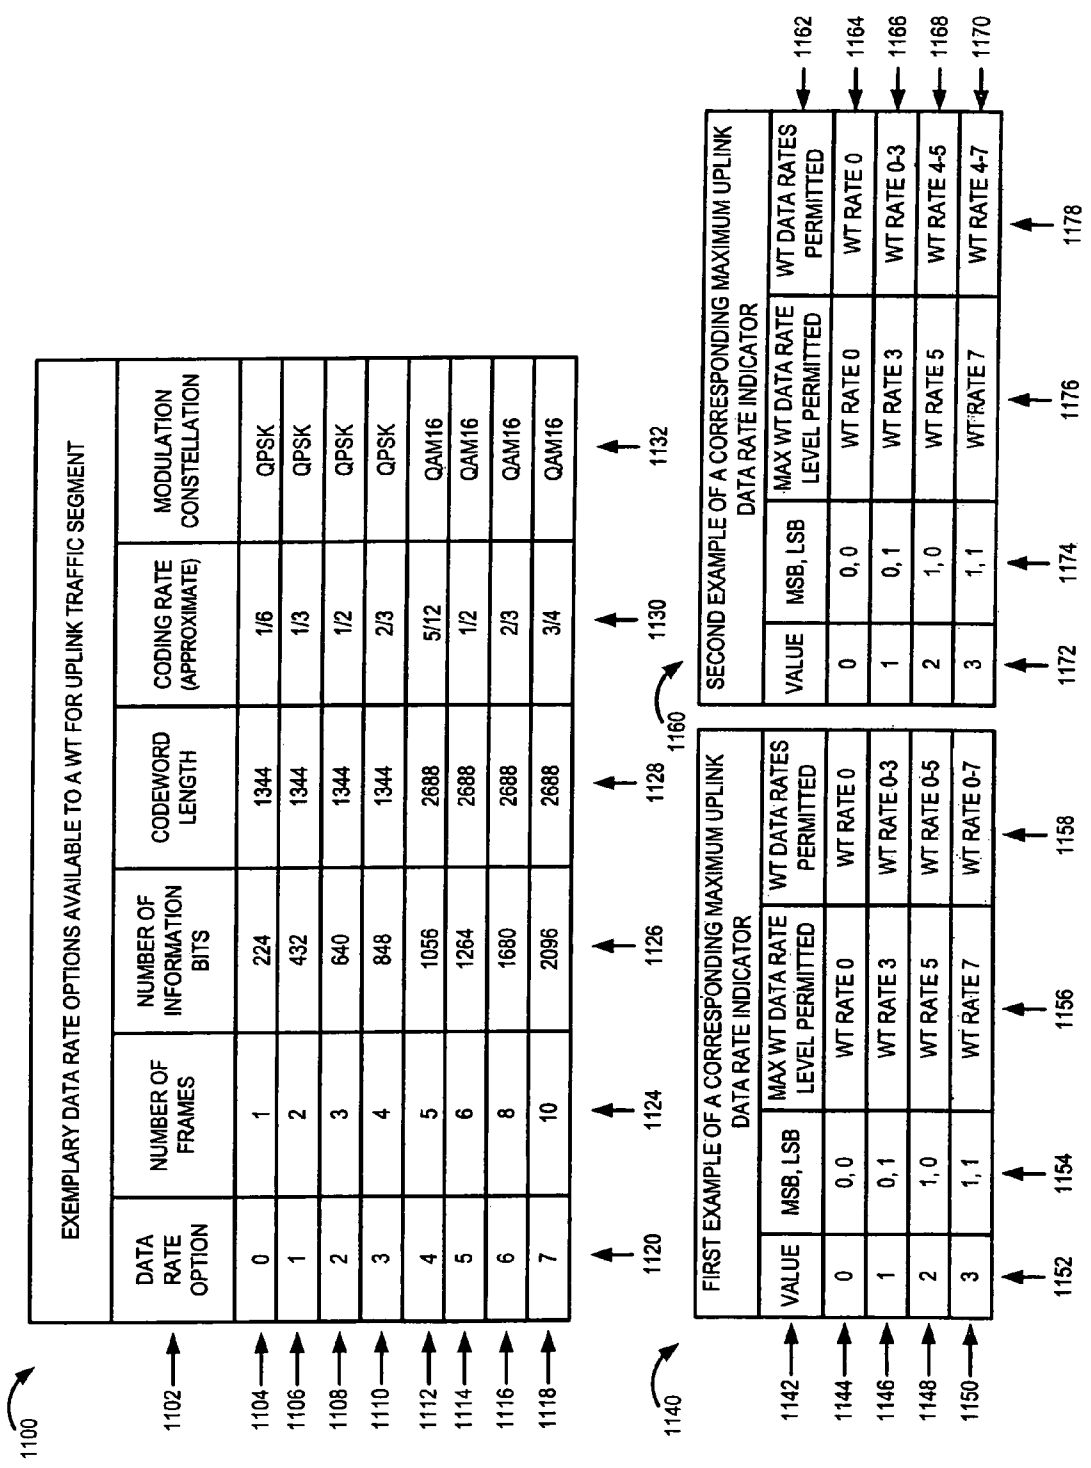 1100
EXEMPLARY DATA RATE OPTIONS AVAILABLE TO A WT FOR UPLINK TRAFFIC SEGMENT
1102 DATA RATE OPTION NUMBER OF FRAMES NUMBER OF INFORMATION BITS CODEWORD LENGTH CODING RATE (APPROXIMATE) MODULATION CONSTELLATION
1104 0 1 224 1344 1/6 QPSK
1106 1 2 432 1344 1/3 QPSK
1108 2 3 640 1344 1/2 QPSK
1110 3 4 848 1344 2/3 QPSK
1112 4 5 1056 2688 5/12 QAM16
1114 5 6 1264 2688 1/2 QAM16
1116 6 8 1680 2688 2/3 QAM16
1118 7 10 2096 2688 3/4 QAM16
1120 1124 1126 1128 1130 1132
1140
FIRST EXAMPLE OF A CORRESPONDING MAXIMUM UPLINK
DATA RATE INDICATOR
1142 VALUE MSB, LSB MAX WT DATA RATE LEVEL PERMITTED WT DATA RATES PERMITTED
1144 0 0, 0 WT RATE 0 WT RATE 0
1146 1 0, 1 WT RATE 3 WT RATE 0-3
1148 2 1, 0 WT RATE 5 WT RATE 0-5
1150 3 1, 1 WT RATE 7 WT RATE 0-7
1152 1154 1156 1158
1160
SECOND EXAMPLE OF A CORRESPONDING MAXIMUM UPLINK
DATA RATE INDICATOR
VALUE MSB, LSB MAX WT DATA RATE LEVEL PERMITTED WT DATA RATES PERMITTED 1162
0 0, 0 WT RATE 0 WT RATE 0 1164
1 0, 1 WT RATE 3 WT RATE 0-3 1166
2 1, 0 WT RATE 5 WT RATE 4-5 1168
3 1, 1 WT RATE 7 WT RATE 4-7 1170
1172 1174 1176 1178